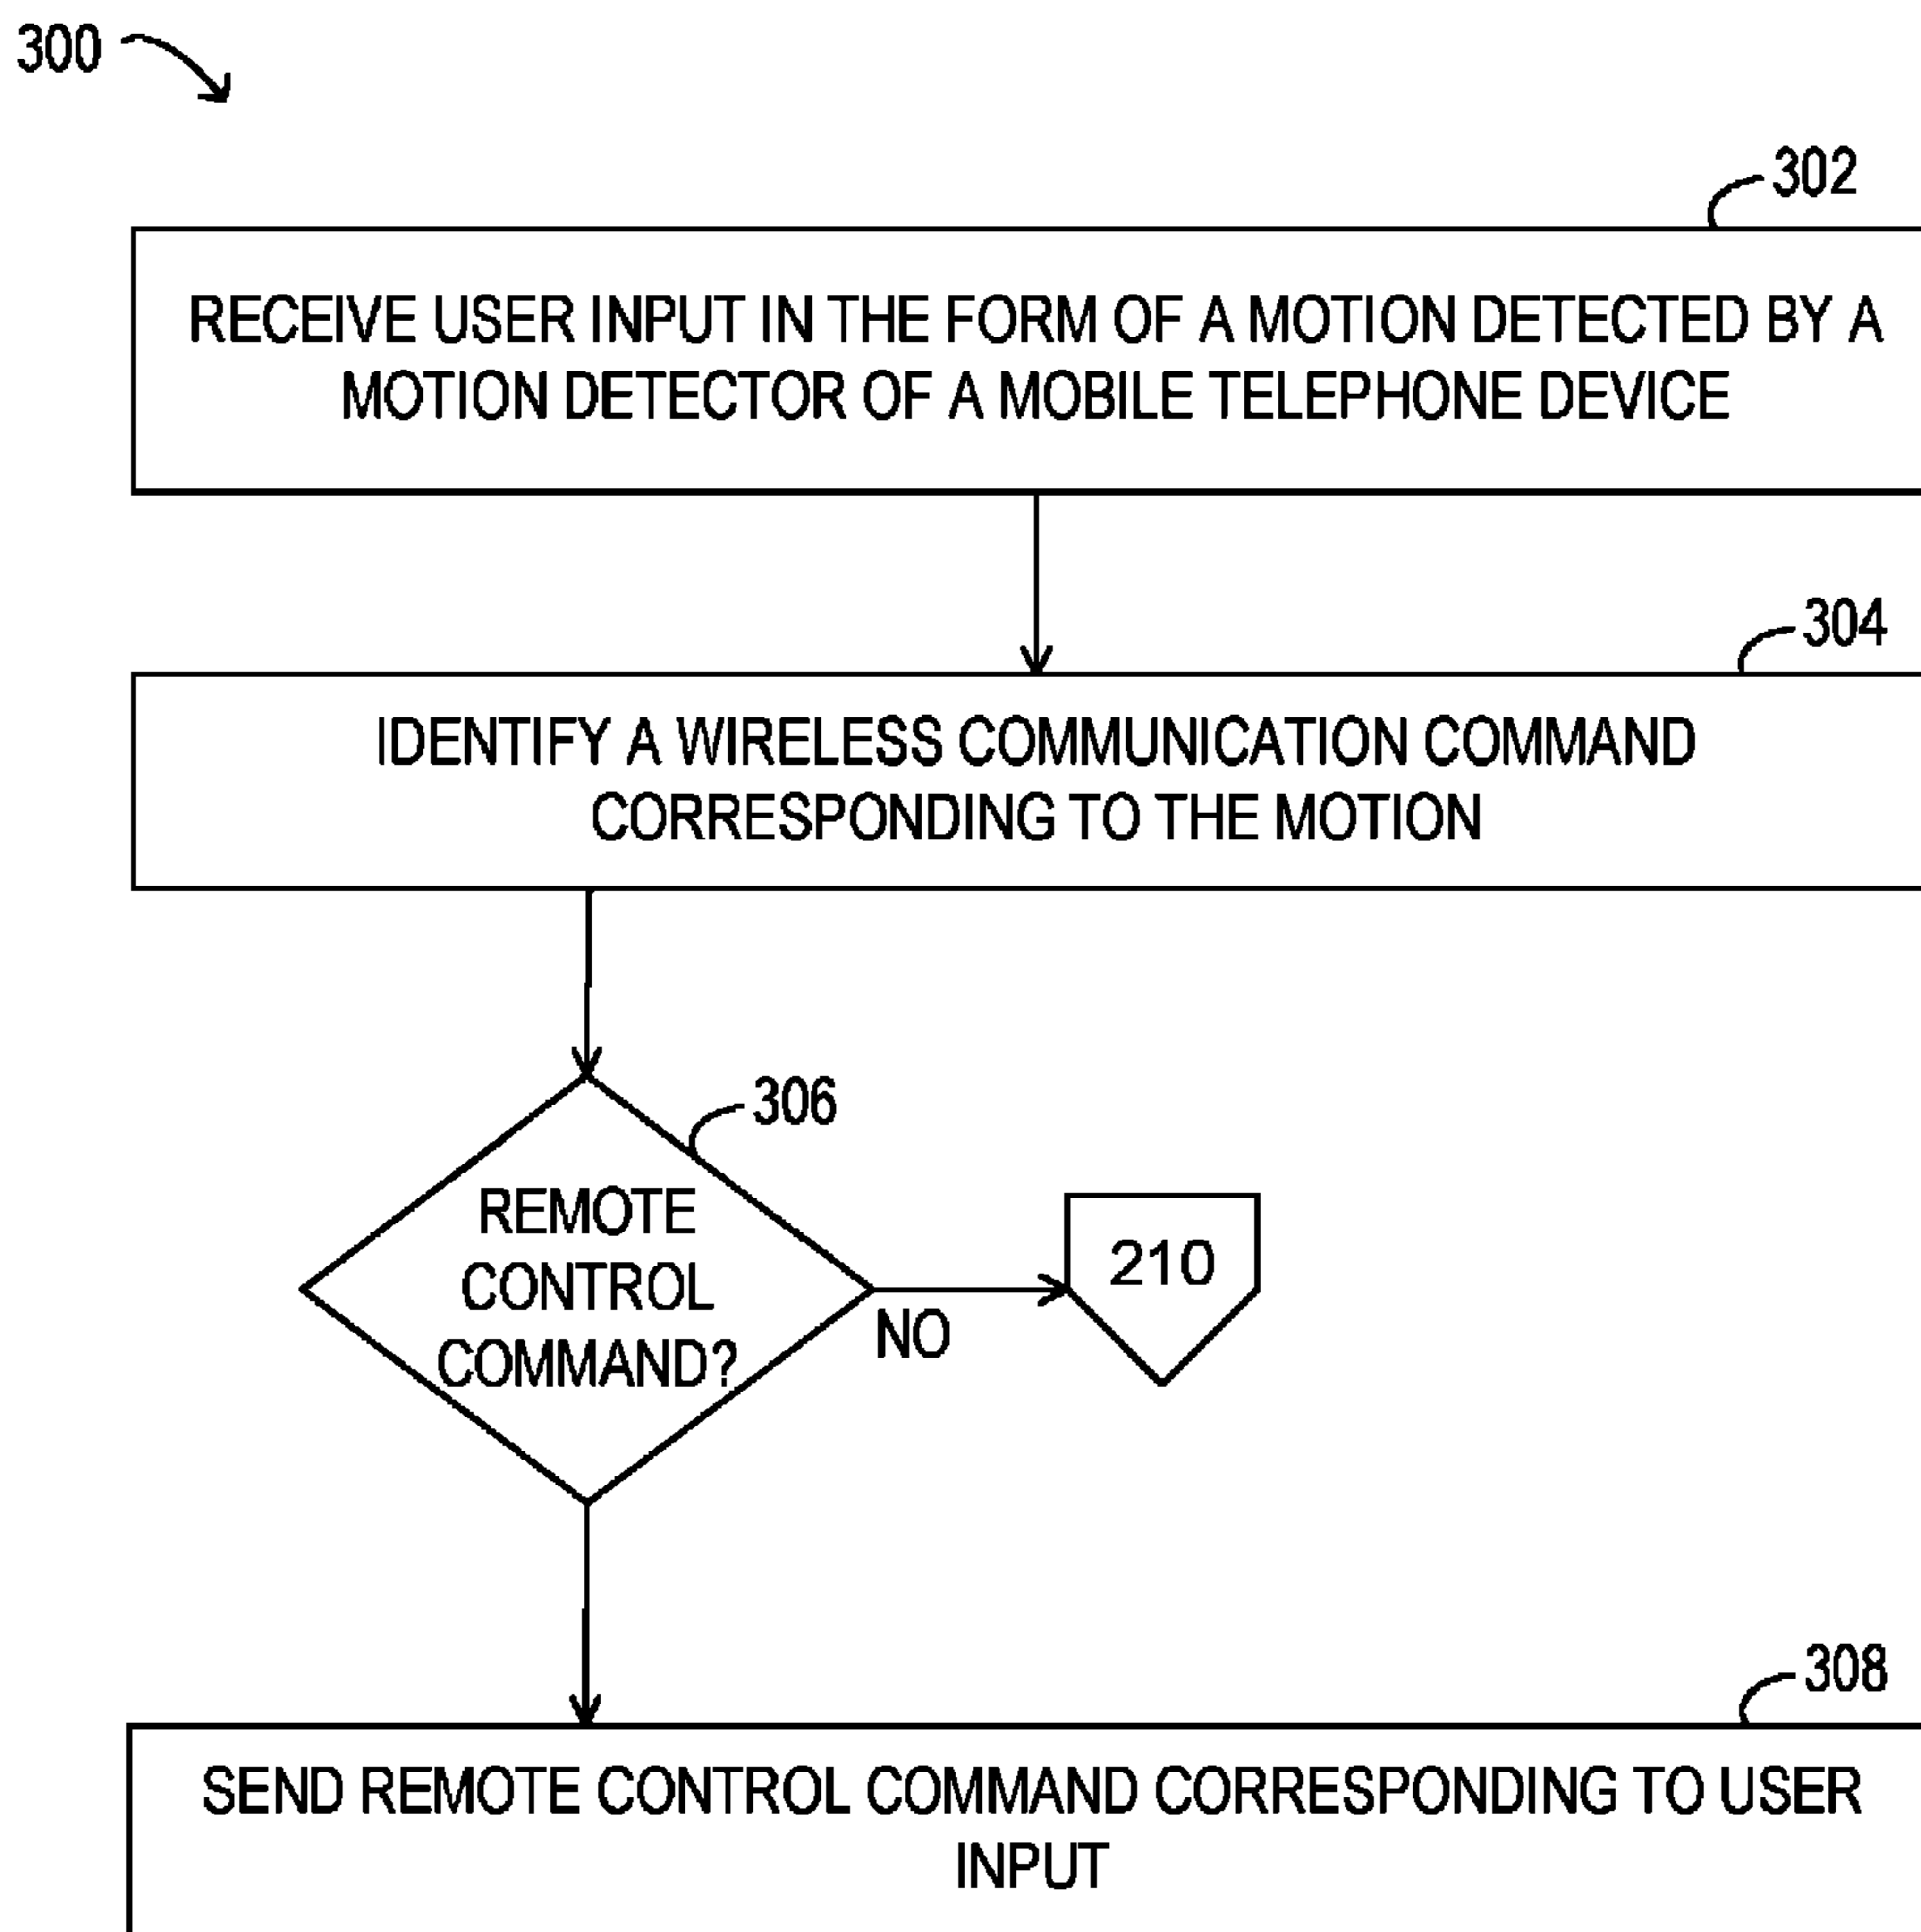 300
302
RECEIVE USER INPUT IN THE FORM OF A MOTION DETECTED BY A
MOTION DETECTOR OF A MOBILE TELEPHONE DEVICE
304
IDENTIFY A WIRELESS COMMUNICATION COMMAND
CORRESPONDING TO THE MOTION
306
REMOTE
CONTROL
COMMAND?
NO
210
308
SEND REMOTE CONTROL COMMAND CORRESPONDING TO USER
INPUT